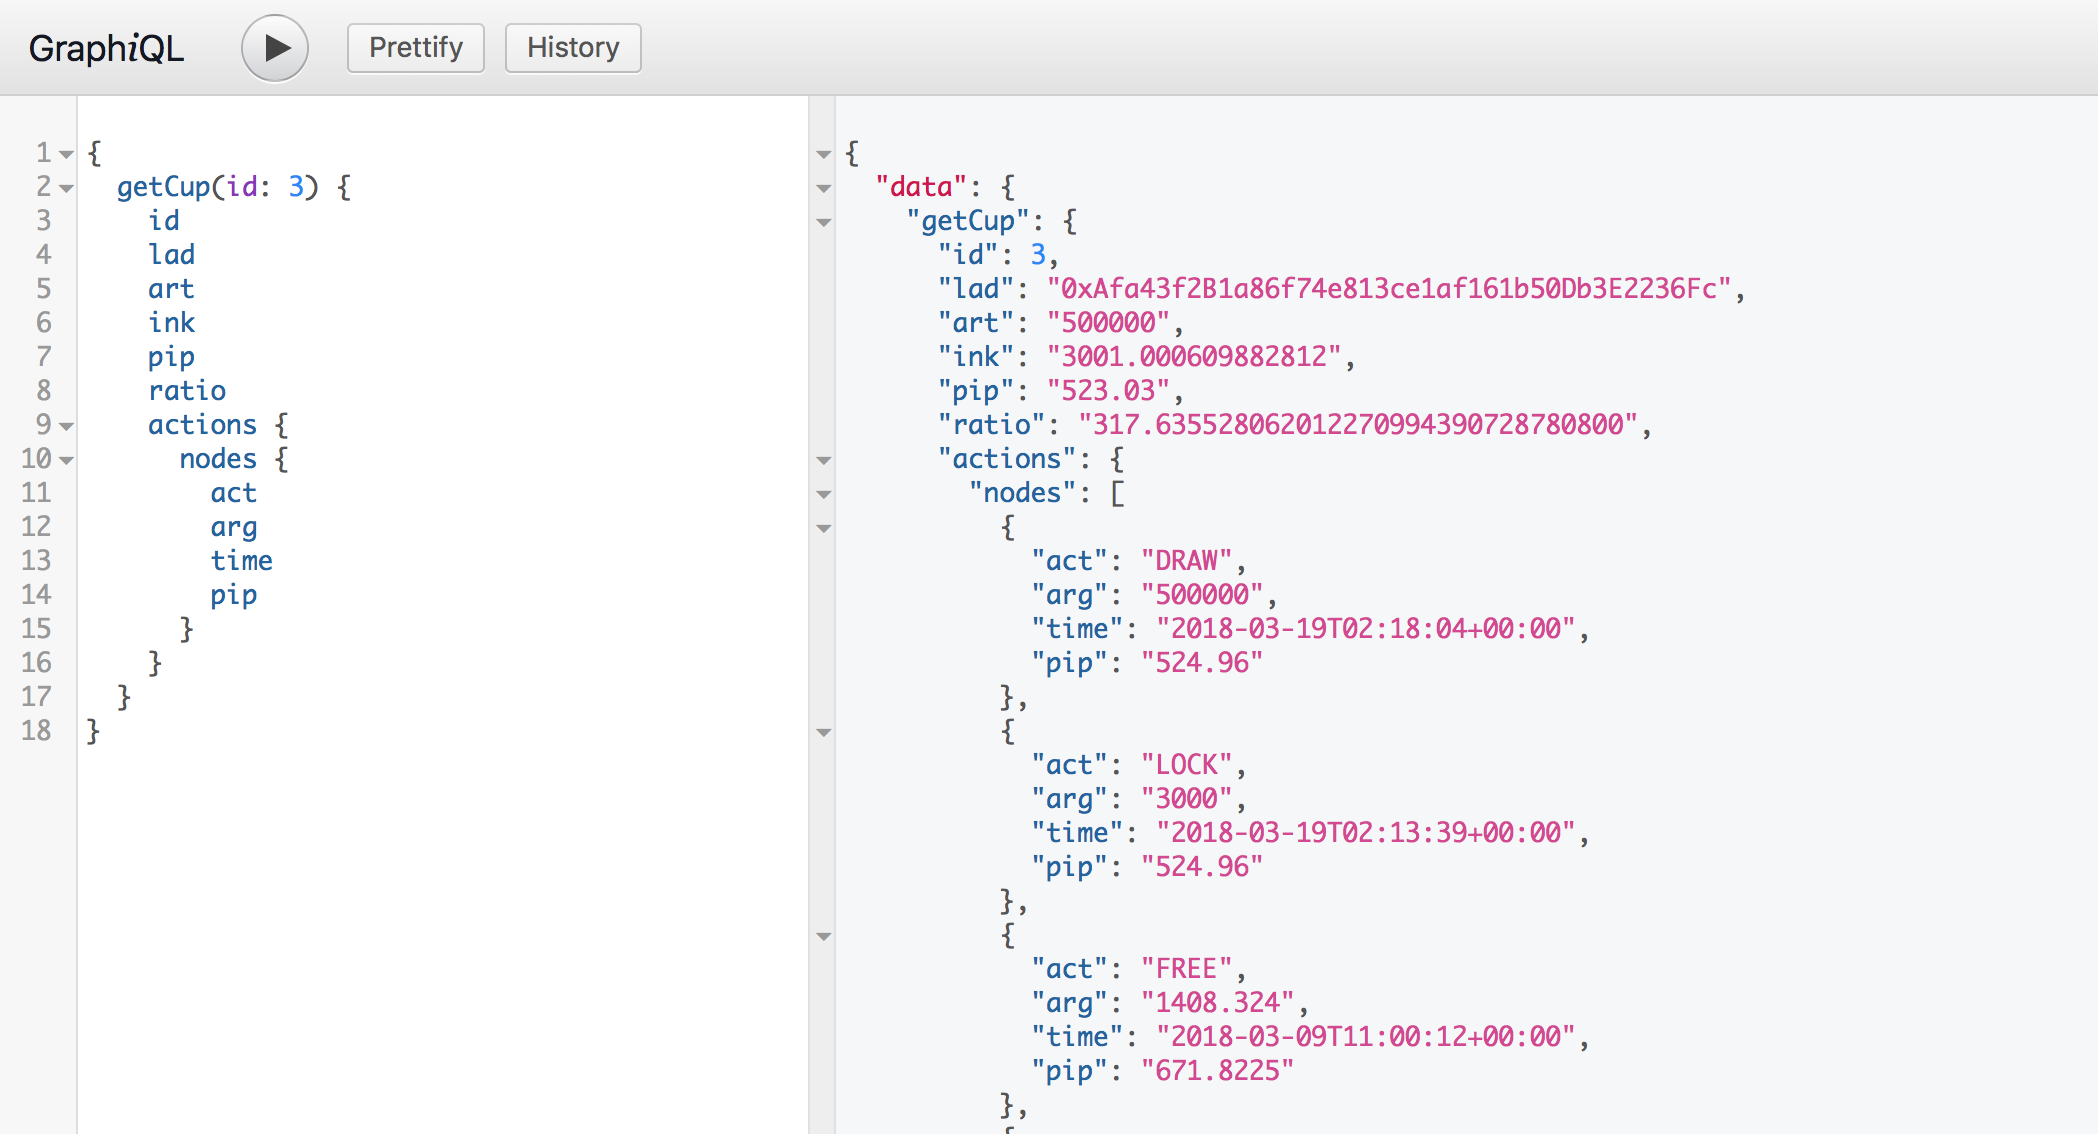 GraphiQL Prettify History
1 {
2 getCup(id: 3) {
3 id
4 lad
5 art
6 ink
7 pip
8 ratio
9 actions {
10 nodes {
11 act
12 arg
13 time
14 pip
15 }
16 }
17 }
18 }
{
"data": {
"getCup": {
"id": 3,
"lad": "0xAfa43f2B1a86f74e813ce1af161b50Db3E2236Fc",
"art": "500000",
"ink": "3001.000609882812",
"pip": "523.03",
"ratio": "317.6355280620122709943907287808​00",
"actions": {
"nodes": [
{
"act": "DRAW",
"arg": "500000",
"time": "2018-03-19T02:18:04+00:00",
"pip": "524.96"
},
{
"act": "LOCK",
"arg": "3000",
"time": "2018-03-19T02:13:39+00:00",
"pip": "524.96"
},
{
"act": "FREE",
"arg": "1408.324",
"time": "2018-03-09T11:00:12+00:00",
"pip": "671.8225"
},
{